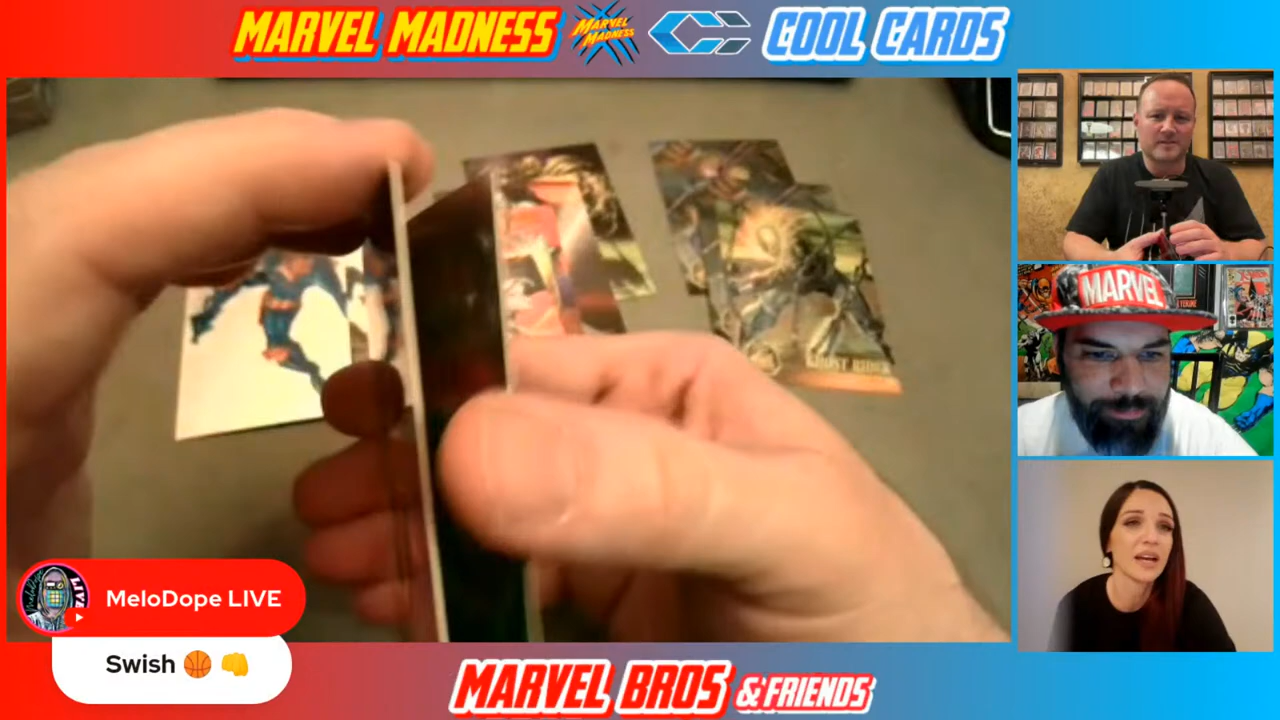 MARVEL MADNESS
MARVEL MADNESS
COOL CARDS
MARVEL
GHOST RIDER
MeloDope LIVE
Swish 🏀 👊
MARVEL BROS & FRIENDS